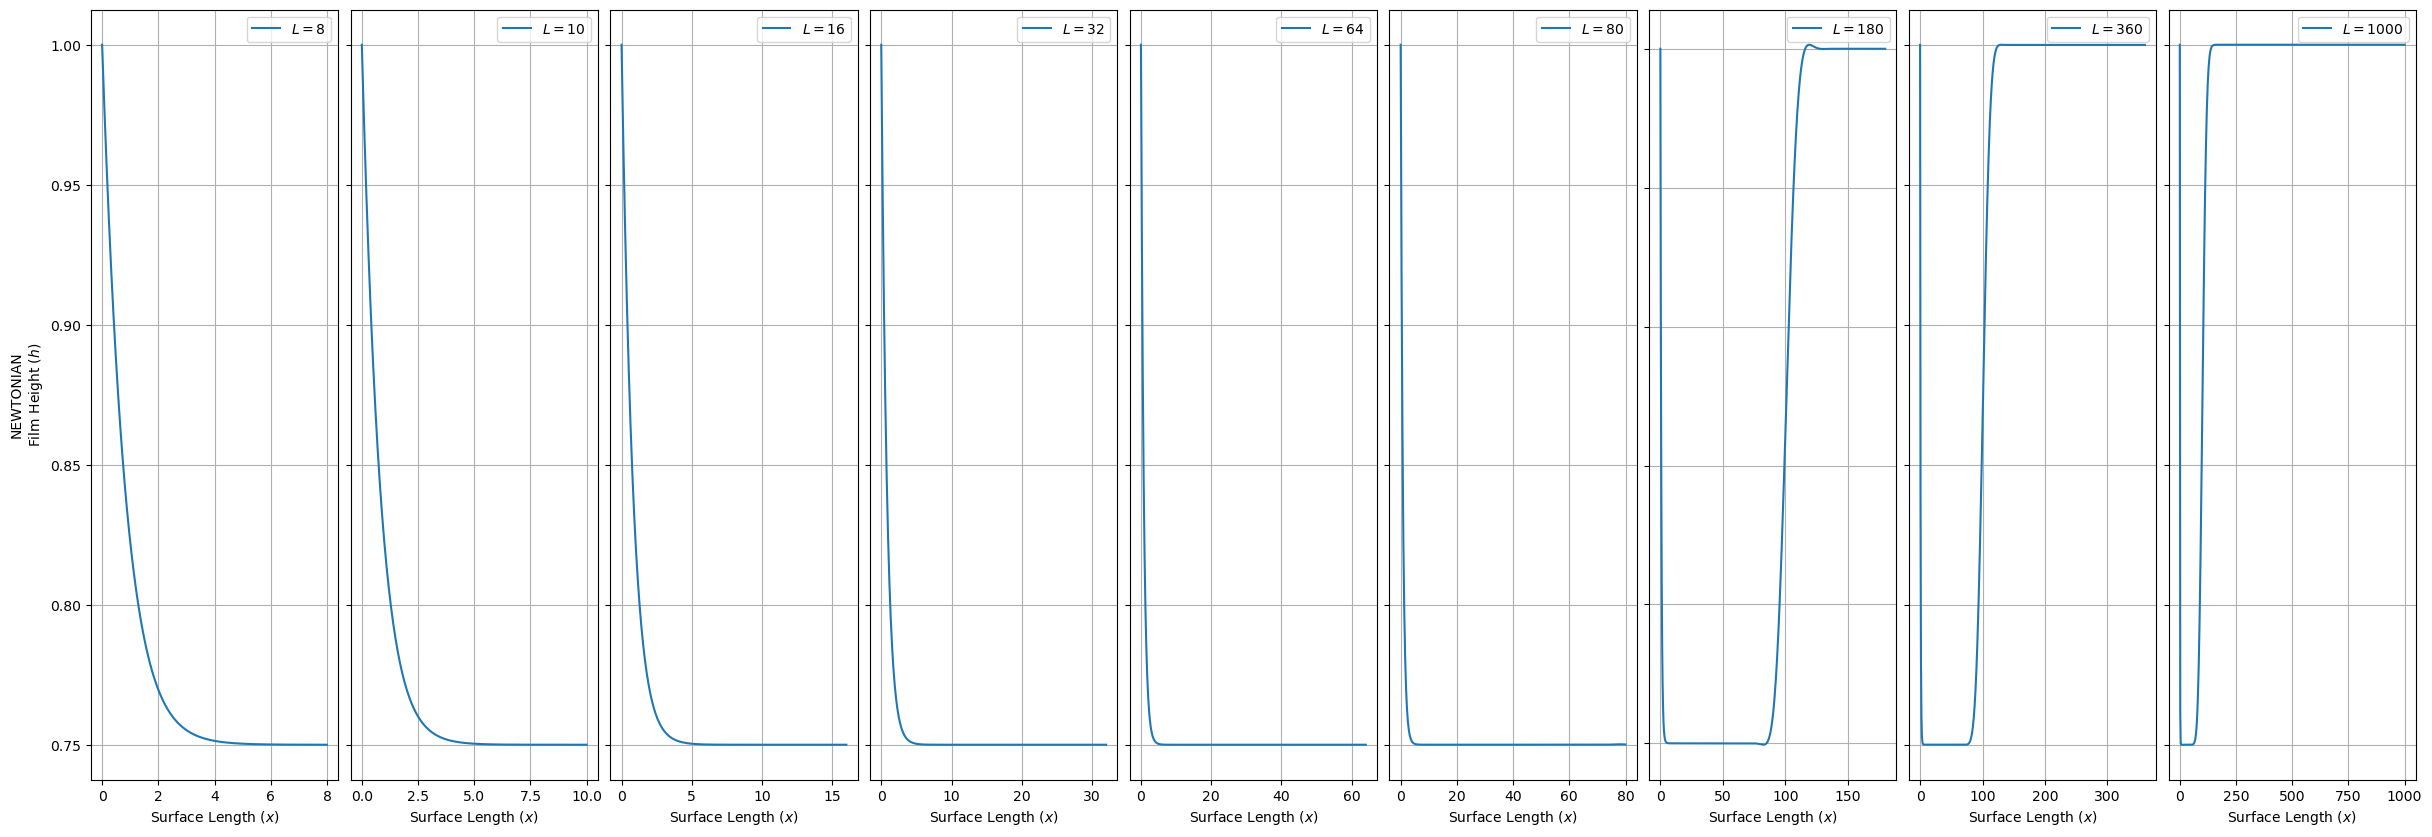 L = 8
L = 10
L = 16
L = 32
L = 64
L = 80
L = 180
L = 360
L = 1000
1.00
0.95
0.90
0.85
0.80
0.75
NEWTONIAN
Film Height (h)
0 2 4 6 8
0.0 2.5 5.0 7.5 10.0
0 5 10 15
0 10 20 30
0 20 40 60
0 20 40 60 80
0 50 100 150
0 100 200 300
0 250 500 750 1000
Surface Length (x)
Surface Length (x)
Surface Length (x)
Surface Length (x)
Surface Length (x)
Surface Length (x)
Surface Length (x)
Surface Length (x)
Surface Length (x)